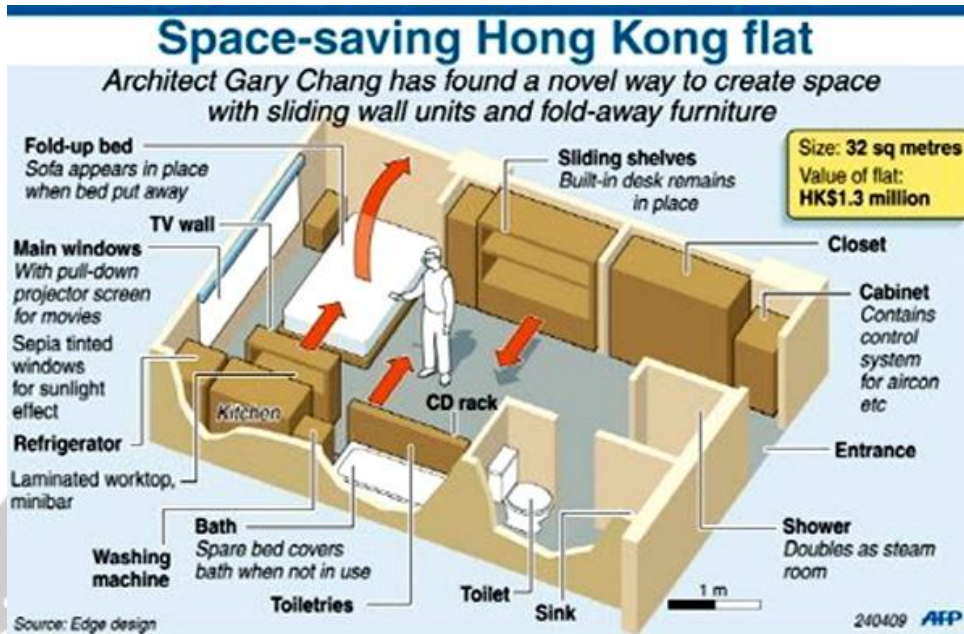 Space-saving Hong Kong flat
Architect Gary Chang has found a novel way to create space
with sliding wall units and fold-away furniture
Fold-up bed
Sofa appears in place
when bed put away
Sliding shelves
Built-in desk remains
in place
Size: 32 sq metres
Value of flat:
HK$1.3 million
TV wall
Main windows
With pull-down
projector screen
for movies
Sepia tinted
windows
for sunlight
effect
Closet
Cabinet
Contains
control
system
for aircon
etc
Kitchen
CD rack
Refrigerator
Entrance
Laminated worktop,
minibar
Bath
Spare bed covers
bath when not in use
Shower
Doubles as steam
room
Washing
machine
Toiletries
Toilet
Sink
1 m
Source: Edge design
240409 AFP